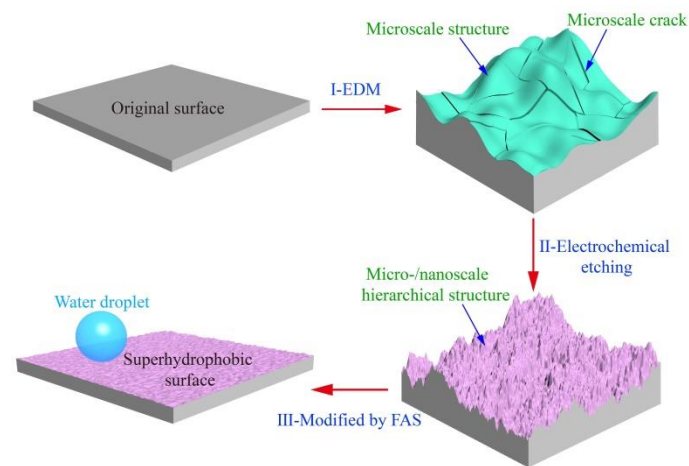 Microscale structure
Microscale crack
Original surface
I-EDM
II-Electrochemical
etching
Micro-/nanoscale
hierarchical structure
Water droplet
Superhydrophobic
surface
III-Modified by FAS